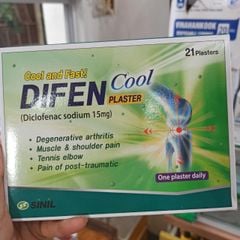 21 Plasters
Cool and Fast!
DIFEN Cool
PLASTER
(Diclofenac sodium 15mg)
• Degenerative arthritis
• Muscle & shoulder pain
• Tennis elbow
• Pain of post-traumatic
One plaster daily
SINIL